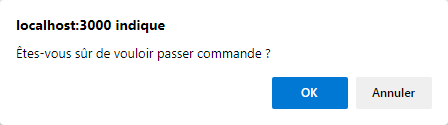 localhost:3000 indique
Êtes-vous sûr de vouloir passer commande ?
OK
Annuler